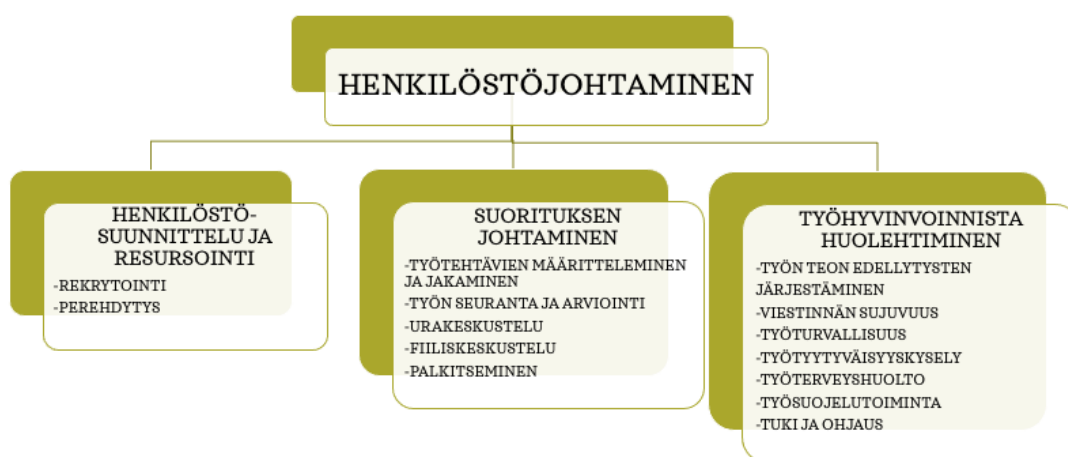 HENKILÖSTÖJOHTAMINEN
HENKILÖSTÖ-
SUUNNITTELU JA
RESURSOINTI
-REKRYTOINTI
-PEREHDYTYS
SUORITUKSEN
JOHTAMINEN
-TYÖTEHTÄVIEN MÄÄRITTELEMINEN
JA JAKAMINEN
-TYÖN SEURANTA JA ARVIOINTI
-URAKESKUSTELU
-FIILISKESKUSTELU
-PALKITSEMINEN
TYÖHYVINVOINNISTA
HUOLEHTIMINEN
-TYÖN TEON EDELLYTYSTEN
JÄRJESTÄMINEN
-VIESTINNÄN SUJUVUUS
-TYÖTURVALLISUUS
-TYÖTYYTYVÄISYYSKYSELY
-TYÖTERVEYSHUOLTO
-TYÖSUOJELUTOIMINTA
-TUKI JA OHJAUS